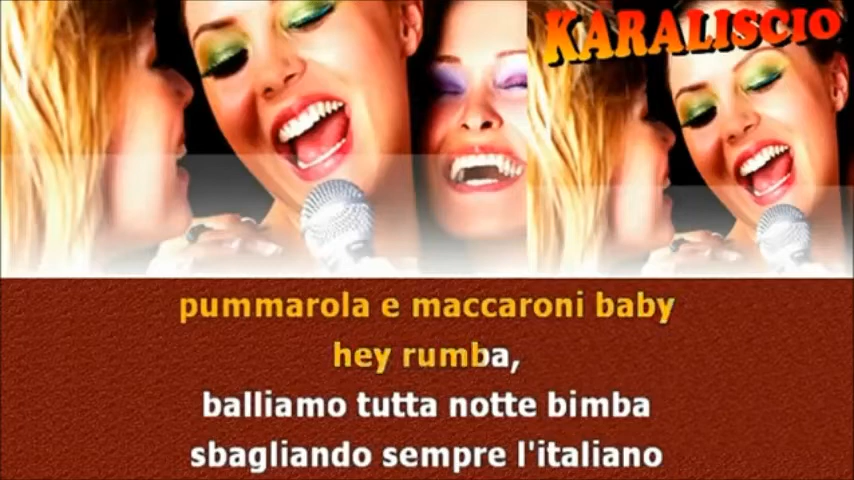 KARALISCIO
pummarola e maccaroni baby
hey rumba,
balliamo tutta notte bimba
sbagliando sempre l'italiano